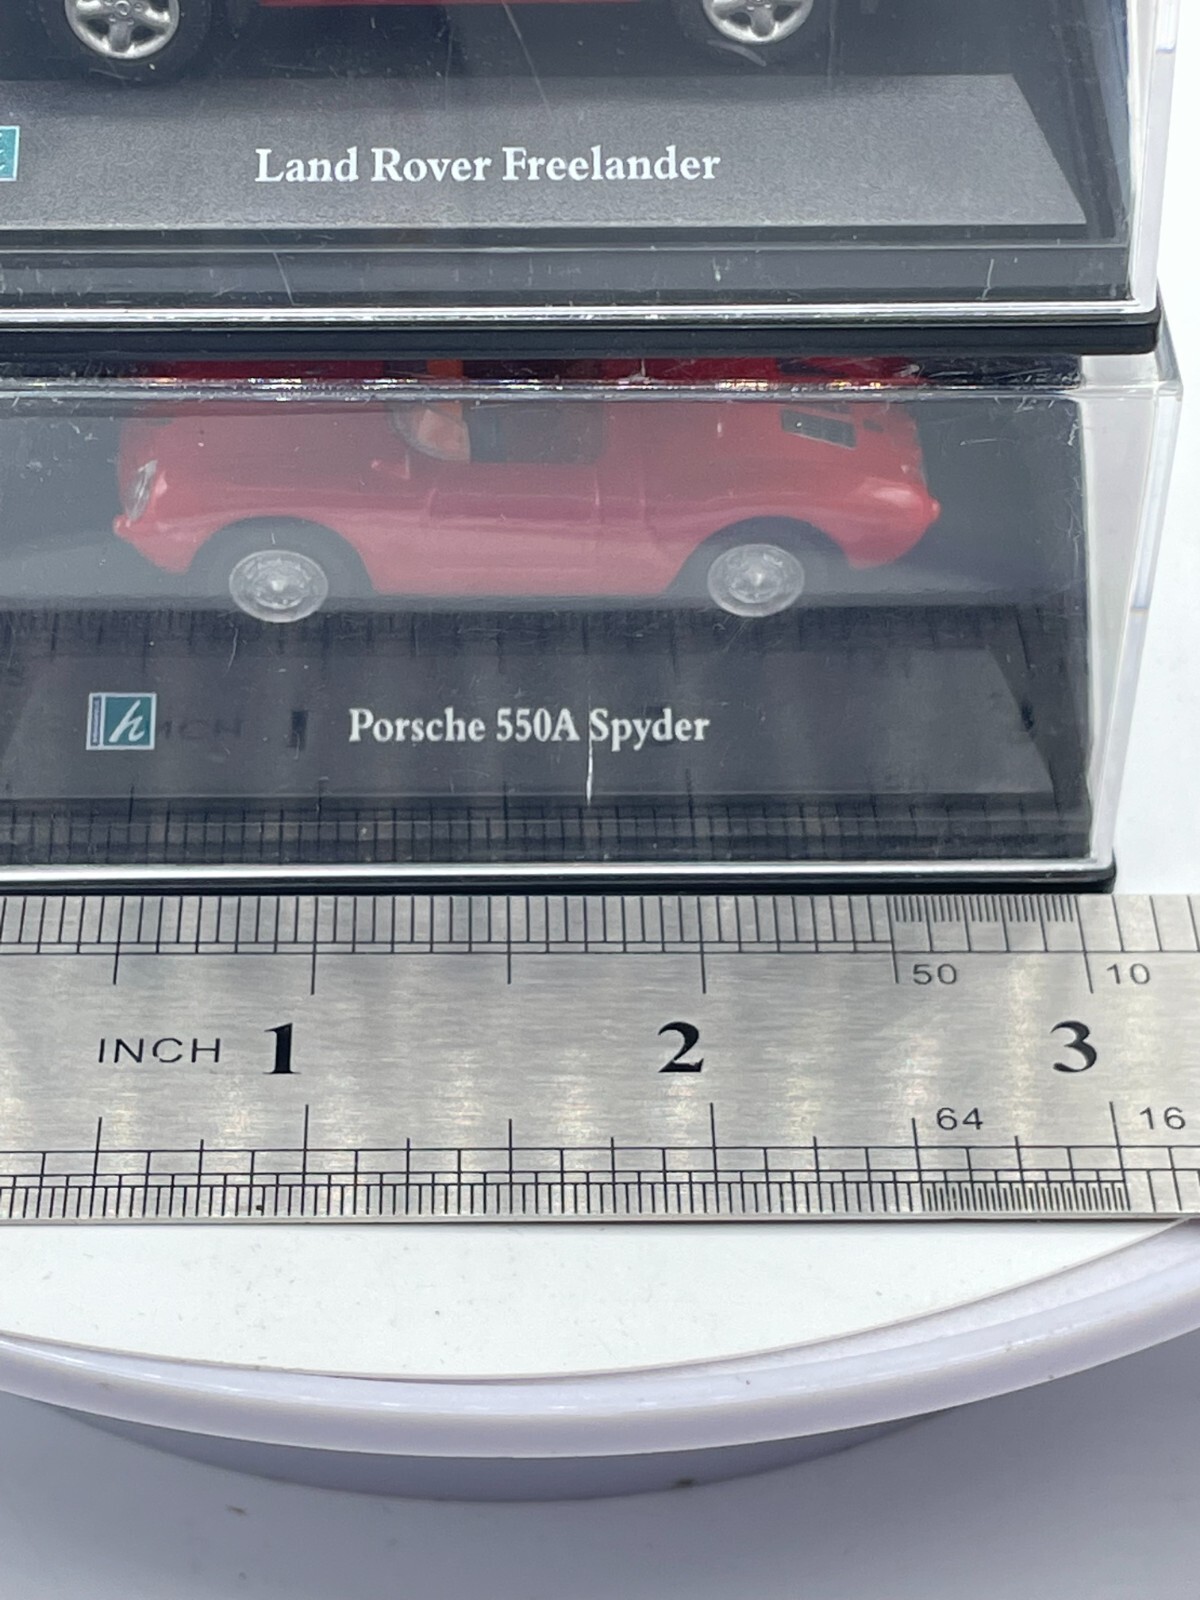 Land Rover Freelander
h
Porsche 550A Spyder
50 10
INCH 1 2 3
64 16